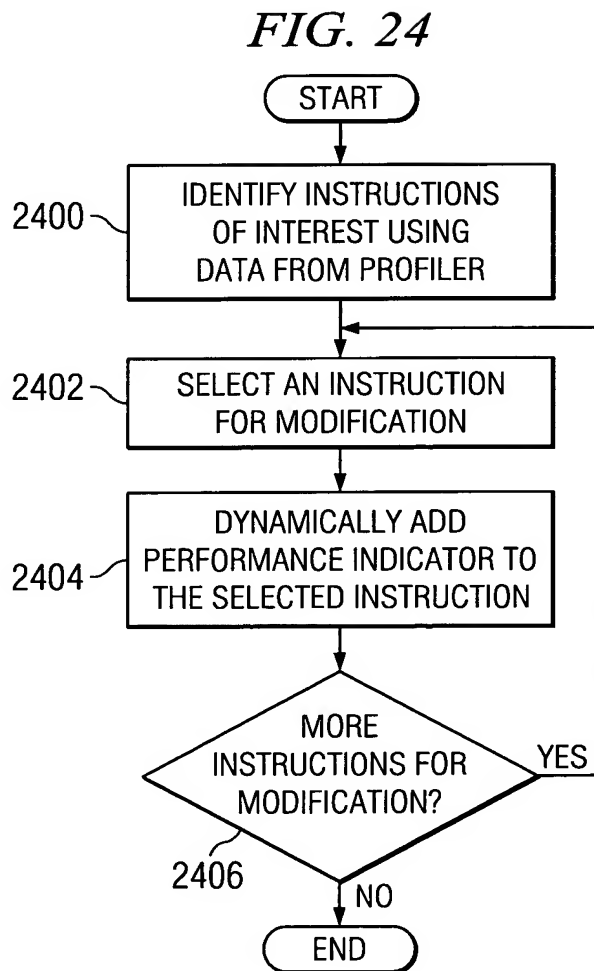 FIG. 24
START
2400
IDENTIFY INSTRUCTIONS
OF INTEREST USING
DATA FROM PROFILER
2402
SELECT AN INSTRUCTION
FOR MODIFICATION
2404
DYNAMICALLY ADD
PERFORMANCE INDICATOR TO
THE SELECTED INSTRUCTION
MORE
INSTRUCTIONS FOR
MODIFICATION?
YES
2406
NO
END